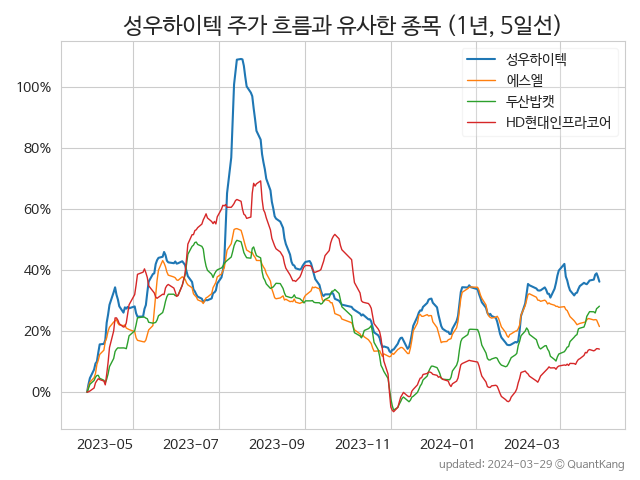 성우하이텍 주가 흐름과 유사한 종목 (1년, 5일선)
성우하이텍
에스엘
두산밥캣
HD현대인프라코어
100%
80%
60%
40%
20%
0%
2023-05 2023-07 2023-09 2023-11 2024-01 2024-03
updated: 2024-03-29 © QuantKang